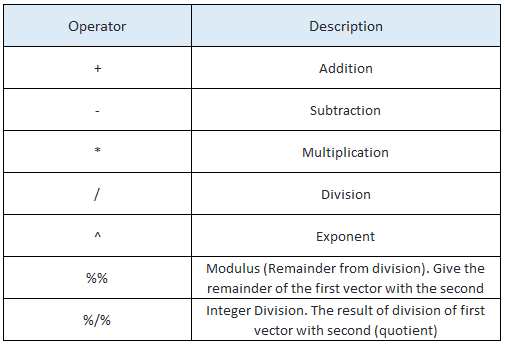 Operator Description
+ Addition
- Subtraction
* Multiplication
/ Division
^ Exponent
%% Modulus (Remainder from division). Give the
remainder of the first vector with the second
%/% Integer Division. The result of division of first
vector with second (quotient)